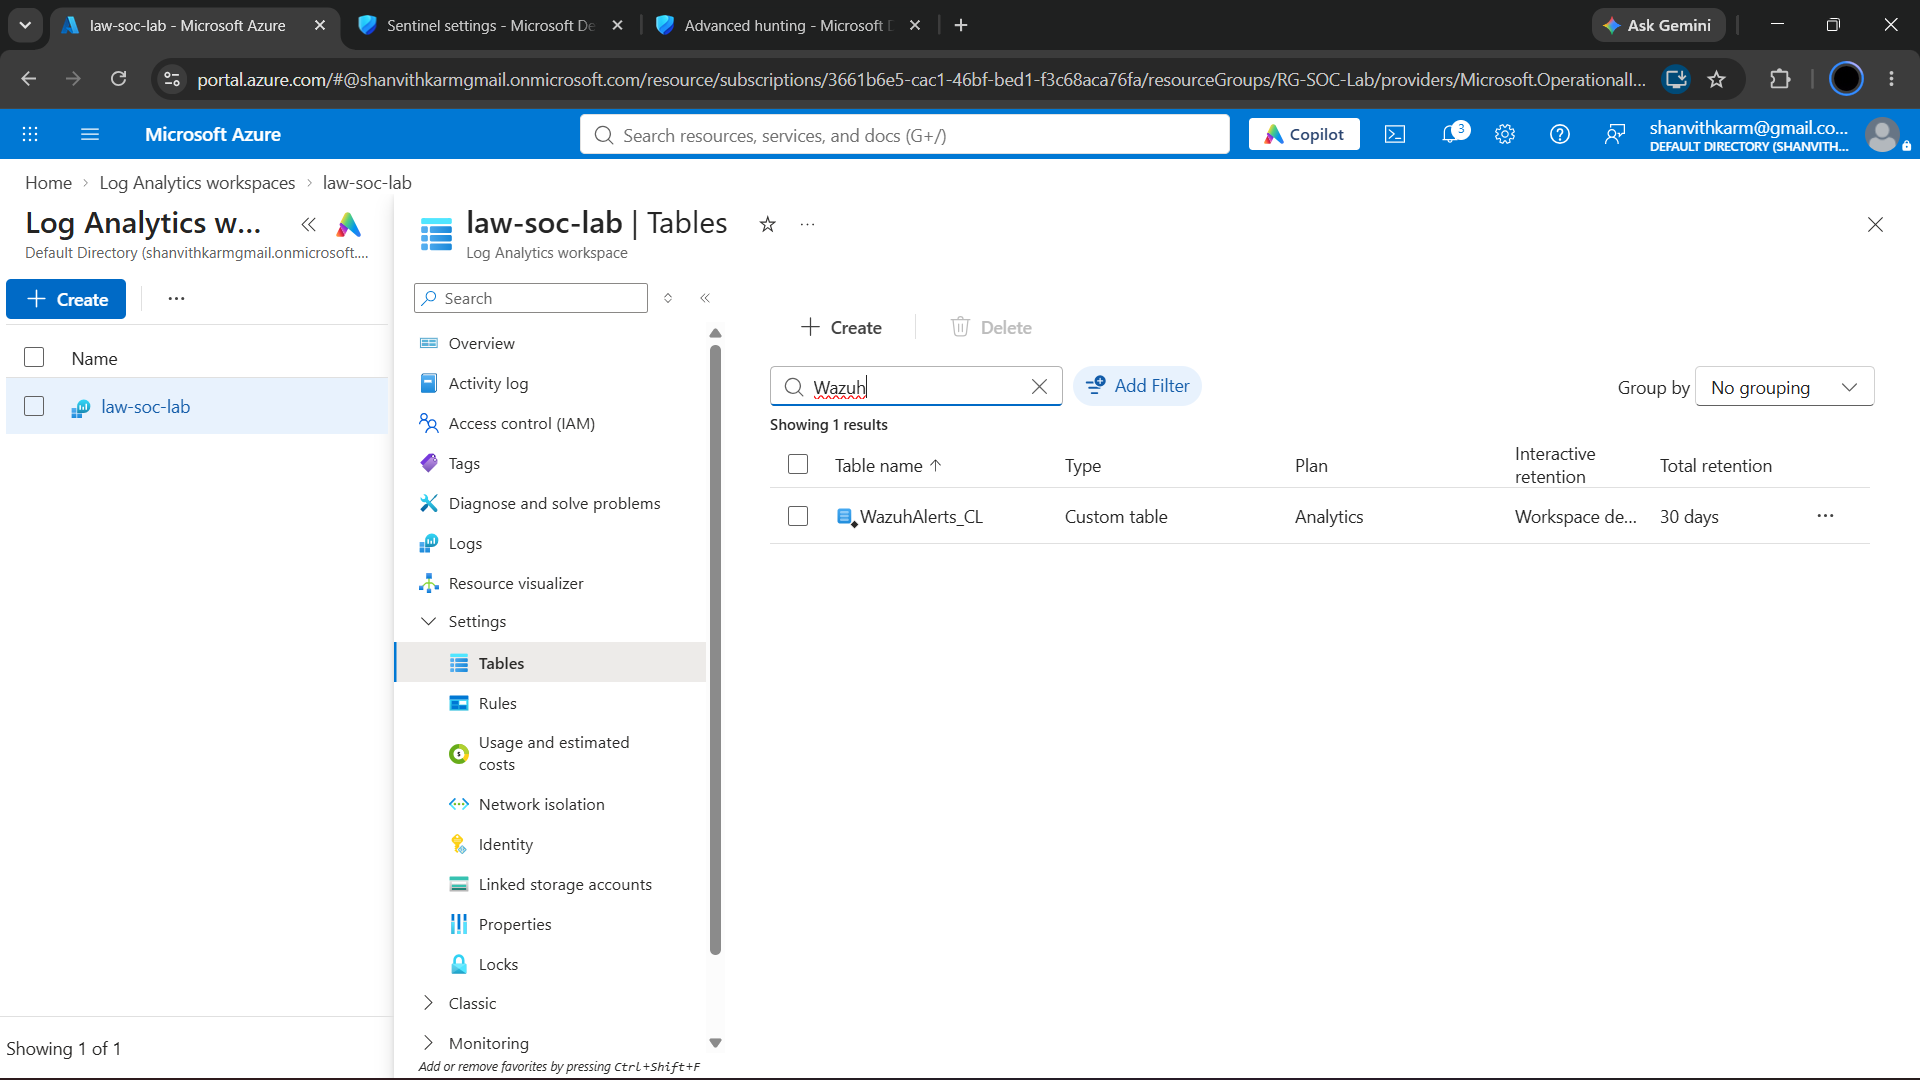 law-soc-lab - Microsoft Azure
Sentinel settings - Microsoft De
Advanced hunting - Microsoft D
Ask Gemini
portal.azure.com/#@shanvithkarmgmail.onmicrosoft.com/resource/subscriptions/3661b6e5-cac1-46bf-bed1-f3c68aca76fa/resourceGroups/RG-SOC-Lab/providers/Microsoft.OperationalI...
Microsoft Azure
Search resources, services, and docs (G+/)
Copilot
3
shanvithkarm@gmail.co...
DEFAULT DIRECTORY (SHANVITH...
Home > Log Analytics workspaces > law-soc-lab
Log Analytics w...
Default Directory (shanvithkarmgmail.onmicrosoft....
Create
...
Name
law-soc-lab
Showing 1 of 1
law-soc-lab | Tables
...
Log Analytics workspace
Search
Overview
Activity log
Access control (IAM)
Tags
Diagnose and solve problems
Logs
Resource visualizer
Settings
Tables
Rules
Usage and estimated
costs
Network isolation
Identity
Linked storage accounts
Properties
Locks
Classic
Monitoring
Add or remove favorites by pressing Ctrl+Shift+F
Create
Delete
Wazuh
Add Filter
Group by
No grouping
Showing 1 results
Table name ↑
Type
Plan
Interactive
retention
Total retention
WazuhAlerts_CL
Custom table
Analytics
Workspace de...
30 days
...